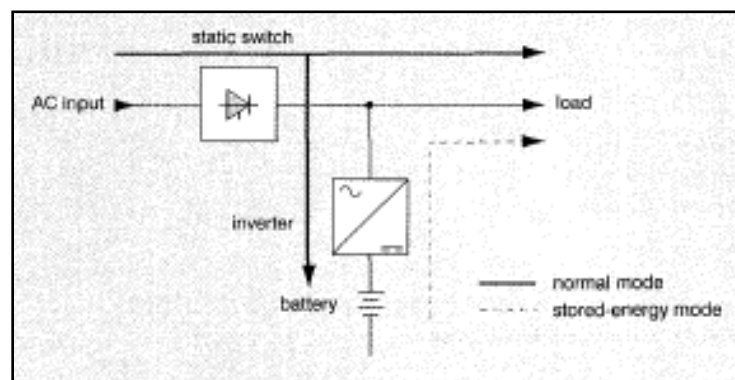 static switch
AC input
load
inverter
battery
normal mode
stored-energy mode